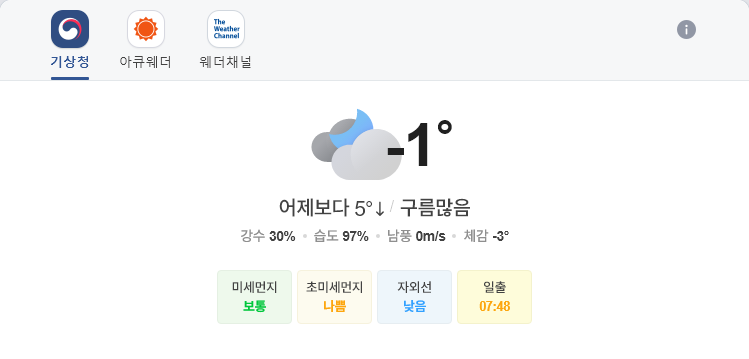 The
Weather
Channel
기상청 아큐웨더 웨더채널
-1°
어제보다 5°↓ / 구름많음
강수 30% • 습도 97% • 남풍 0m/s • 체감 -3°
미세먼지 초미세먼지 자외선 일출
보통 나쁨 낮음 07:48